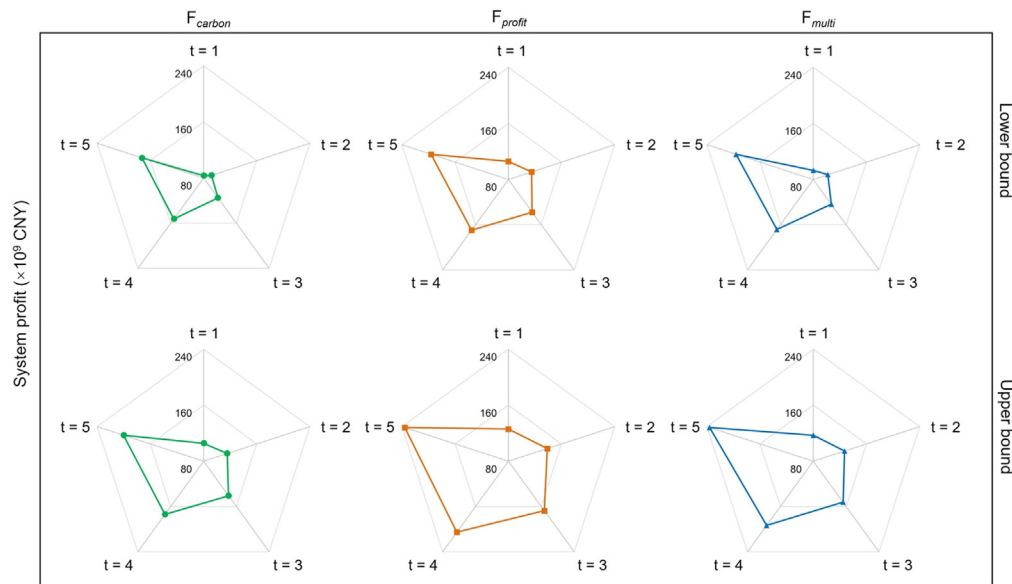 F_carbon F_profit F_multi
t = 1 t = 1 t = 1
240 240 240
160 160 160
t = 5 t = 2 t = 5 t = 2 t = 5 t = 2
80 80 80
t = 4 t = 3 t = 4 t = 3 t = 4 t = 3
Lower bound
System profit (×10⁹ CNY)
t = 1 t = 1 t = 1
240 240 240
160 160 160
t = 5 t = 2 t = 5 t = 2 t = 5 t = 2
80 80 80
t = 4 t = 3 t = 4 t = 3 t = 4 t = 3
Upper bound